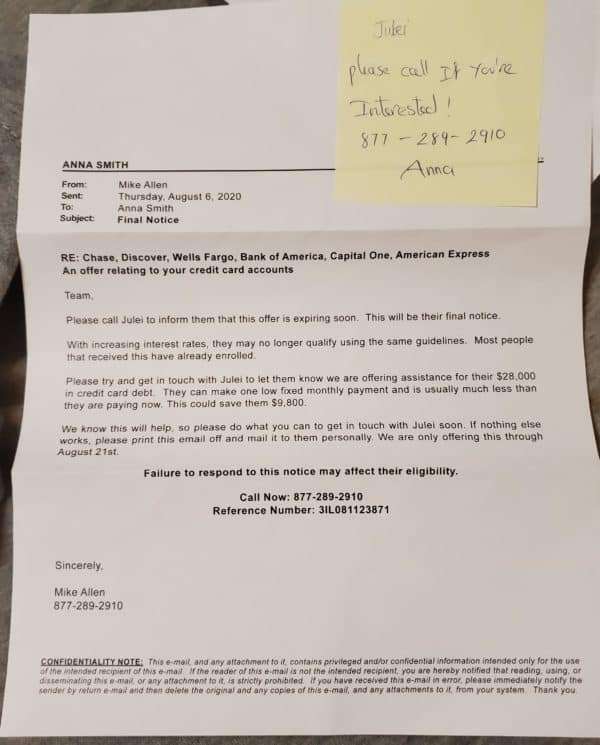 Julei
please call If You're
Interested!
877-289-2910
Anna
ANNA SMITH
From: Mike Allen
Sent: Thursday, August 6, 2020
To: Anna Smith
Subject: Final Notice
RE: Chase, Discover, Wells Fargo, Bank of America, Capital One, American Express
An offer relating to your credit card accounts
Team,
Please call Julei to inform them that this offer is expiring soon. This will be their final notice.
With increasing interest rates, they may no longer qualify using the same guidelines. Most people
that received this have already enrolled.
Please try and get in touch with Julei to let them know we are offering assistance for their $28,000
in credit card debt. They can make one low fixed monthly payment and is usually much less than
they are paying now. This could save them $9,800.
We know this will help, so please do what you can to get in touch with Julei soon. If nothing else
works, please print this email off and mail it to them personally. We are only offering this through
August 21st.
Failure to respond to this notice may affect their eligibility.
Call Now: 877-289-2910
Reference Number: 3IL081123871
Sincerely,
Mike Allen
877-289-2910
CONFIDENTIALITY NOTE: This e-mail, and any attachment to it, contains privileged and/or confidential information intended only for the use
of the intended recipient of this e-mail. If the reader of this e-mail is not the intended recipient, you are hereby notified that reading, using, or
disseminating this e-mail, or any attachment to it, is strictly prohibited. If you have received this e-mail in error, please immediately notify the
sender by return e-mail and then delete the original and any copies of this e-mail, and any attachments to it, from your system. Thank you.